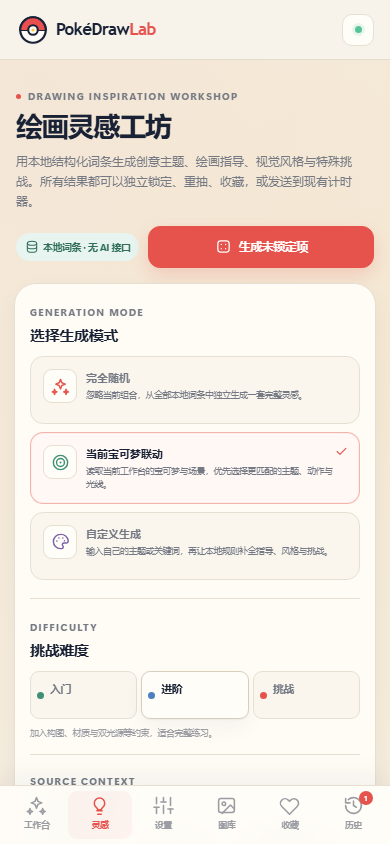 PokéDrawLab
DRAWING INSPIRATION WORKSHOP
绘画灵感工坊
用本地结构化词条生成创意主题、绘画指导、视觉风格与特殊挑
战。所有结果都可以独立锁定、重抽、收藏，或发送到现有计时
器。
本地词条 · 无 AI 接口
生成未锁定项
GENERATION MODE
选择生成模式
完全随机
忽略当前组合，从全部本地词条中独立生成一套完整灵感。
当前宝可梦联动
读取当前工作台的宝可梦与场景，优先选择更匹配的主题、动作与
光线。
自定义生成
输入自己的主题或关键词，再让本地规则补全指导、风格与挑战。
DIFFICULTY
挑战难度
入门
进阶
挑战
加入构图、材质与双光源等约束，适合完整练习。
SOURCE CONTEXT
工作台
灵感
设置
图库
收藏
历史
1